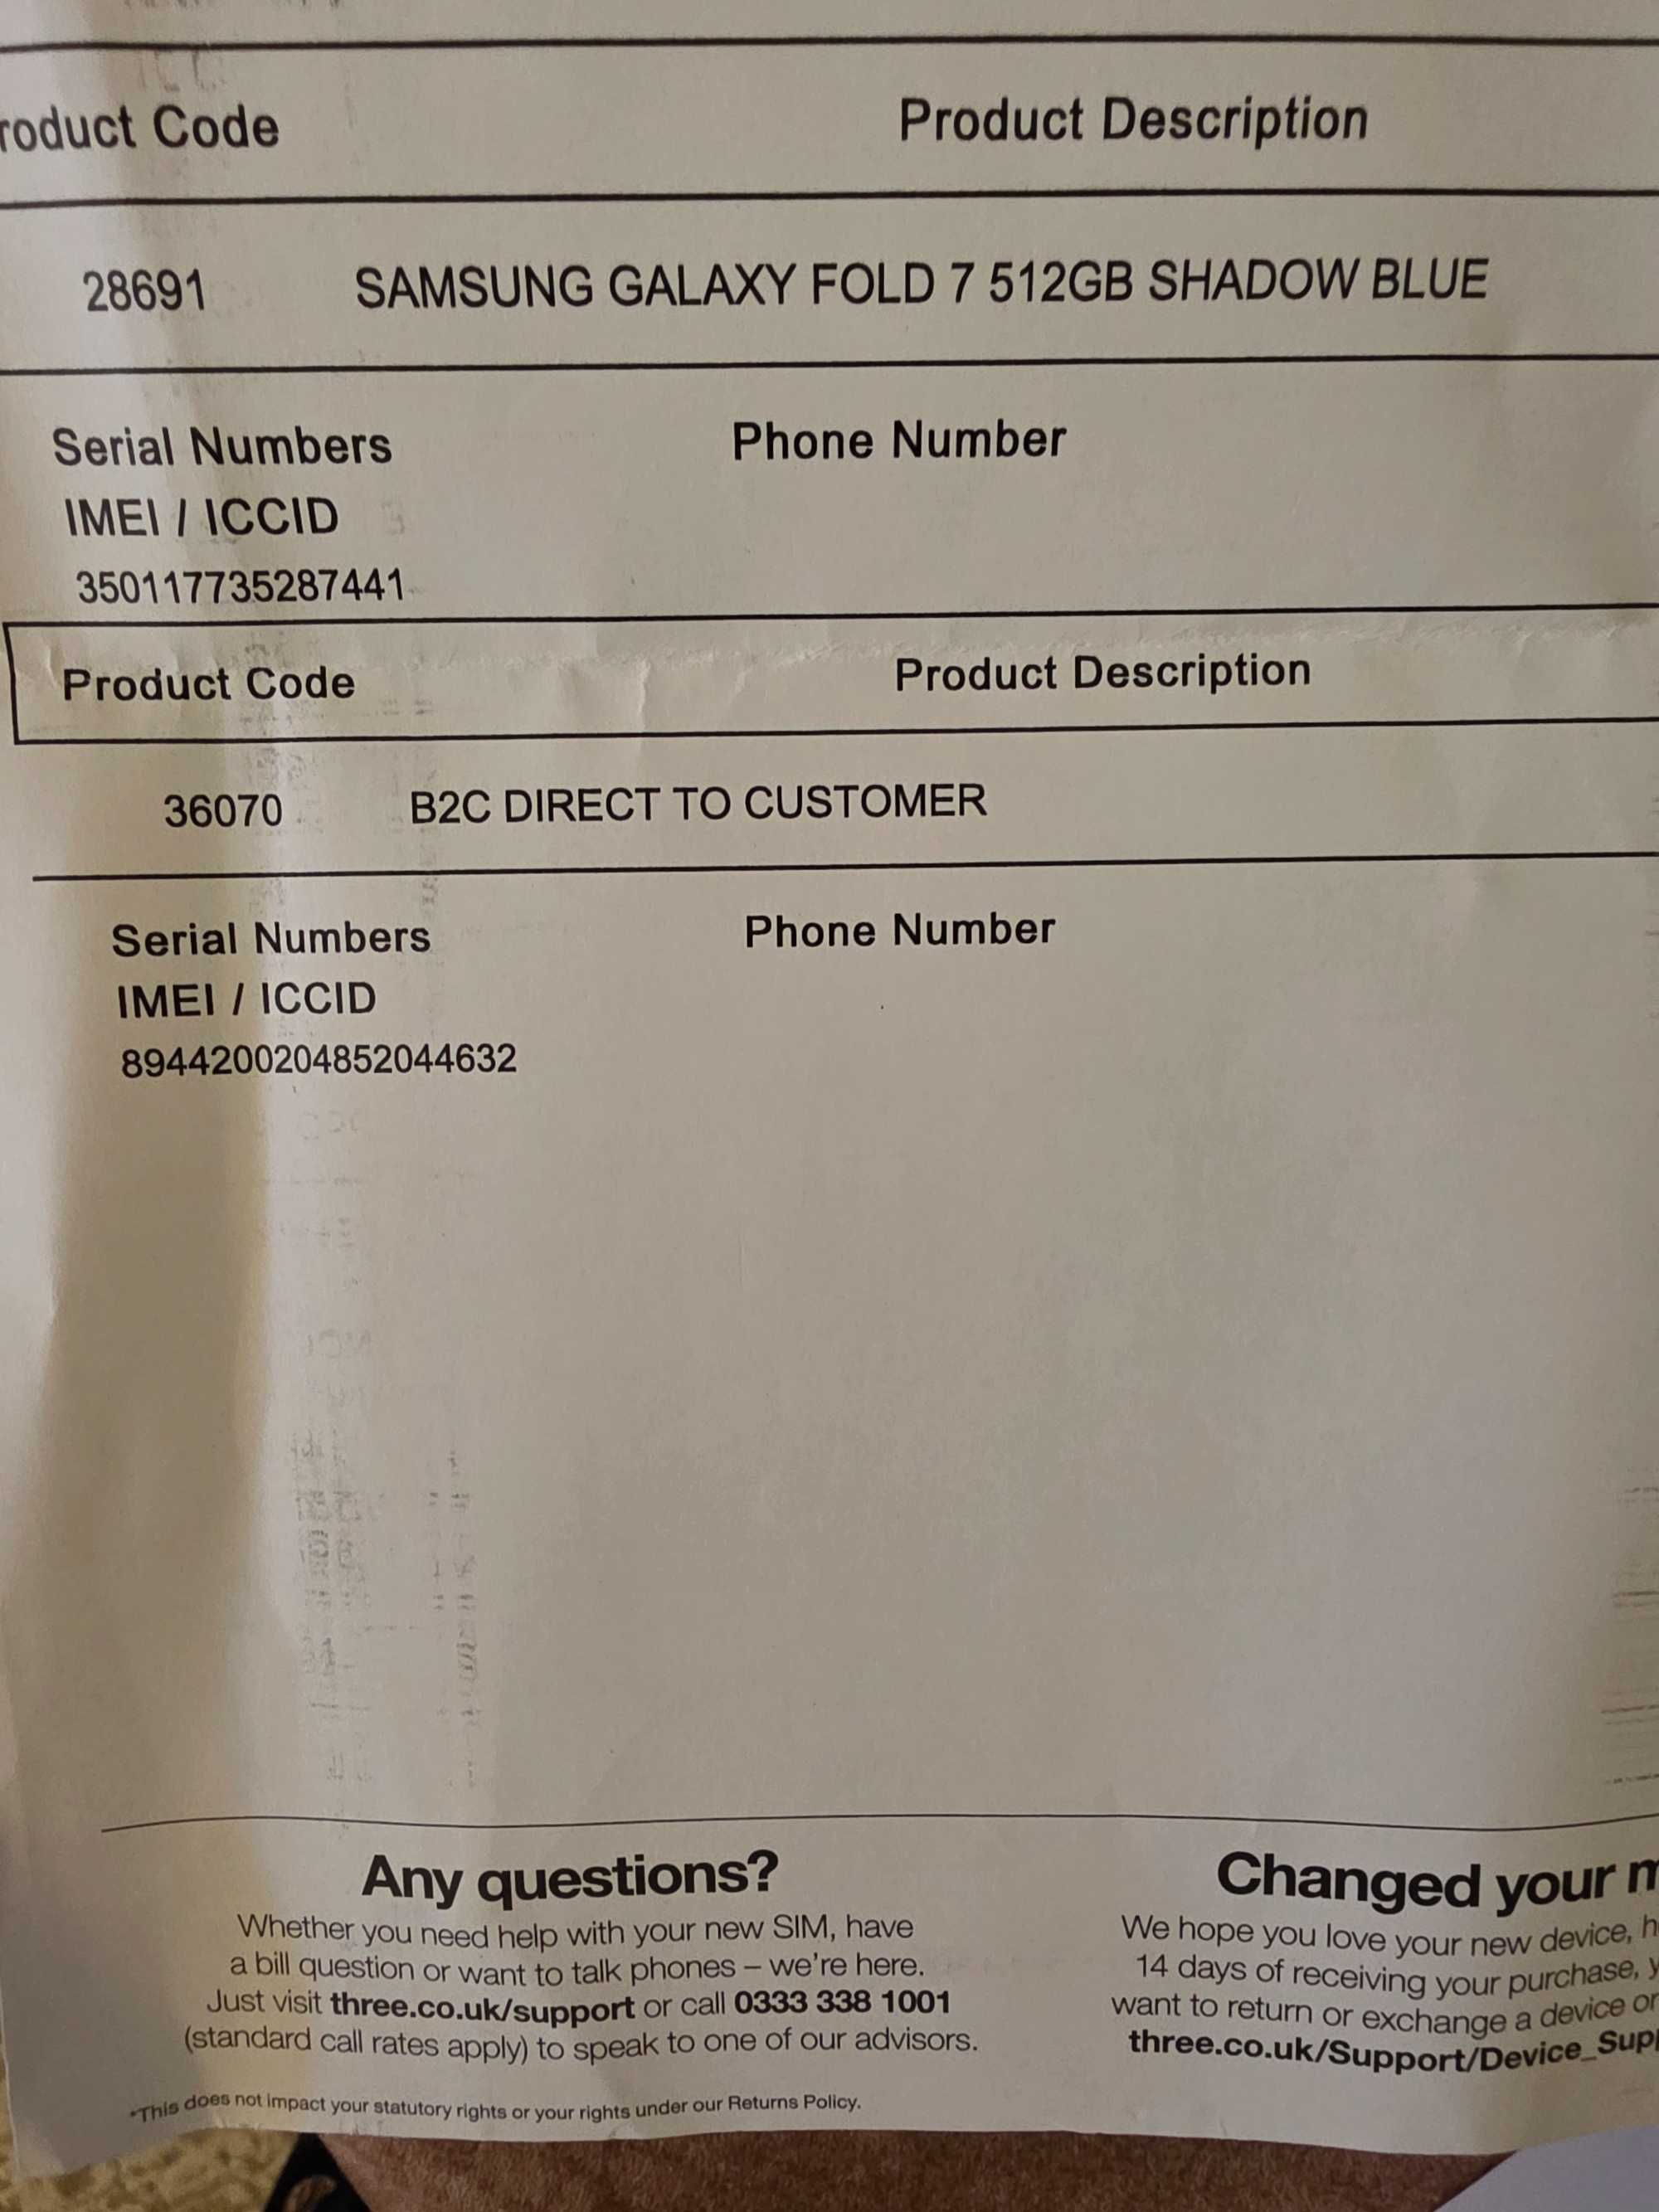 roduct Code Product Description
28691 SAMSUNG GALAXY FOLD 7 512GB SHADOW BLUE
Serial Numbers Phone Number
IMEI / ICCID
350117735287441
Product Code Product Description
36070 B2C DIRECT TO CUSTOMER
Serial Numbers Phone Number
IMEI / ICCID
8944200204852044632
Any questions?
Whether you need help with your new SIM, have
a bill question or want to talk phones – we're here.
Just visit three.co.uk/support or call 0333 338 1001
(standard call rates apply) to speak to one of our advisors.
Changed your m
We hope you love your new device, h
14 days of receiving your purchase, y
want to return or exchange a device or
three.co.uk/Support/Device_Sup
*This does not impact your statutory rights or your rights under our Returns Policy.